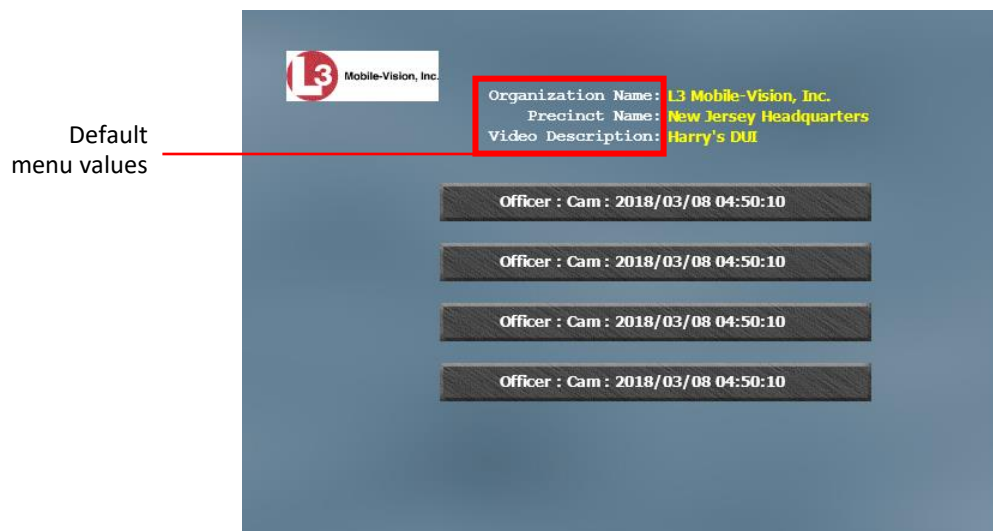 L3 Mobile-Vision, Inc.
Organization Name: L3 Mobile-Vision, Inc.
Precinct Name: New Jersey Headquarters
Video Description: Harry's DUI
Default
menu values
Officer : Cam : 2018/03/08 04:50:10
Officer : Cam : 2018/03/08 04:50:10
Officer : Cam : 2018/03/08 04:50:10
Officer : Cam : 2018/03/08 04:50:10